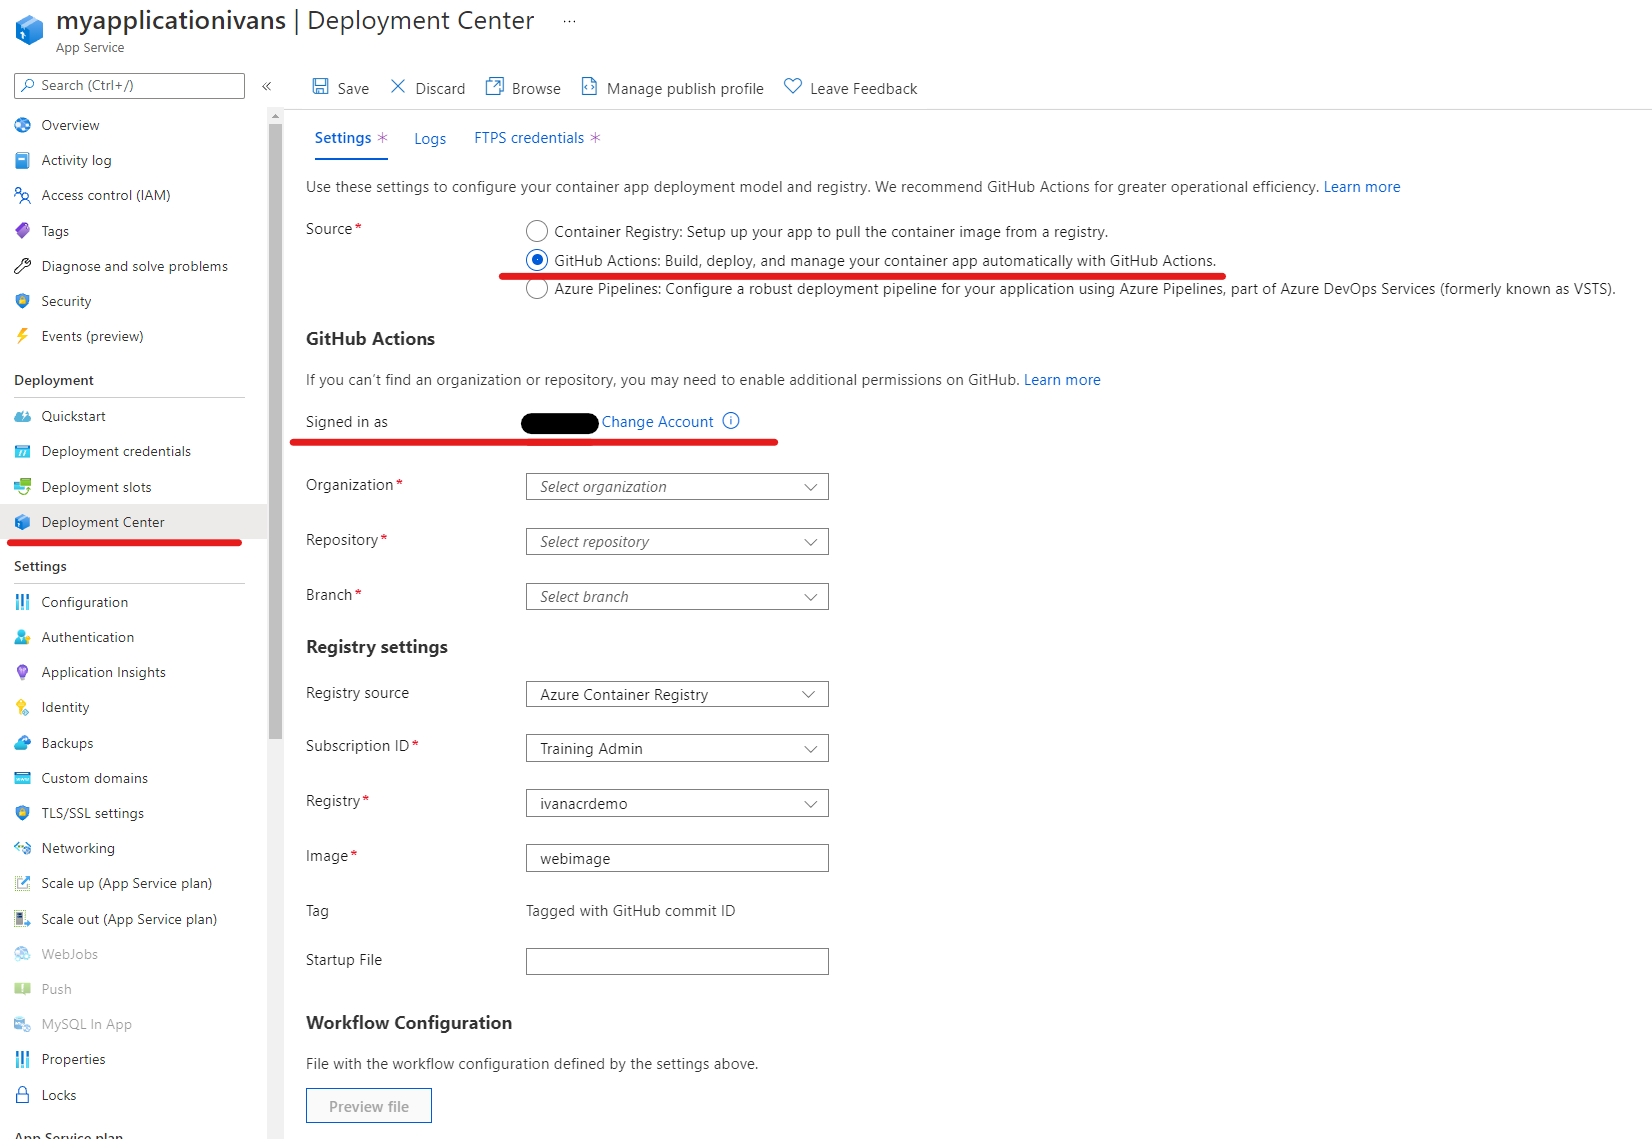 myapplicationivans | Deployment Center ...
App Service
Search (Ctrl+/)
«
Overview
Activity log
Access control (IAM)
Tags
Diagnose and solve problems
Security
Events (preview)
Deployment
Quickstart
Deployment credentials
Deployment slots
Deployment Center
Settings
Configuration
Authentication
Application Insights
Identity
Backups
Custom domains
TLS/SSL settings
Networking
Scale up (App Service plan)
Scale out (App Service plan)
WebJobs
Push
MySQL In App
Properties
Locks
App Service plan
Save Discard Browse Manage publish profile Leave Feedback
Settings * Logs FTPS credentials *
Use these settings to configure your container app deployment model and registry. We recommend GitHub Actions for greater operational efficiency. Learn more
Source*
Container Registry: Setup up your app to pull the container image from a registry.
GitHub Actions: Build, deploy, and manage your container app automatically with GitHub Actions.
Azure Pipelines: Configure a robust deployment pipeline for your application using Azure Pipelines, part of Azure DevOps Services (formerly known as VSTS).
GitHub Actions
If you can't find an organization or repository, you may need to enable additional permissions on GitHub. Learn more
Signed in as Change Account
Organization* Select organization
Repository* Select repository
Branch* Select branch
Registry settings
Registry source Azure Container Registry
Subscription ID* Training Admin
Registry* ivanacrdemo
Image* webimage
Tag Tagged with GitHub commit ID
Startup File
Workflow Configuration
File with the workflow configuration defined by the settings above.
Preview file